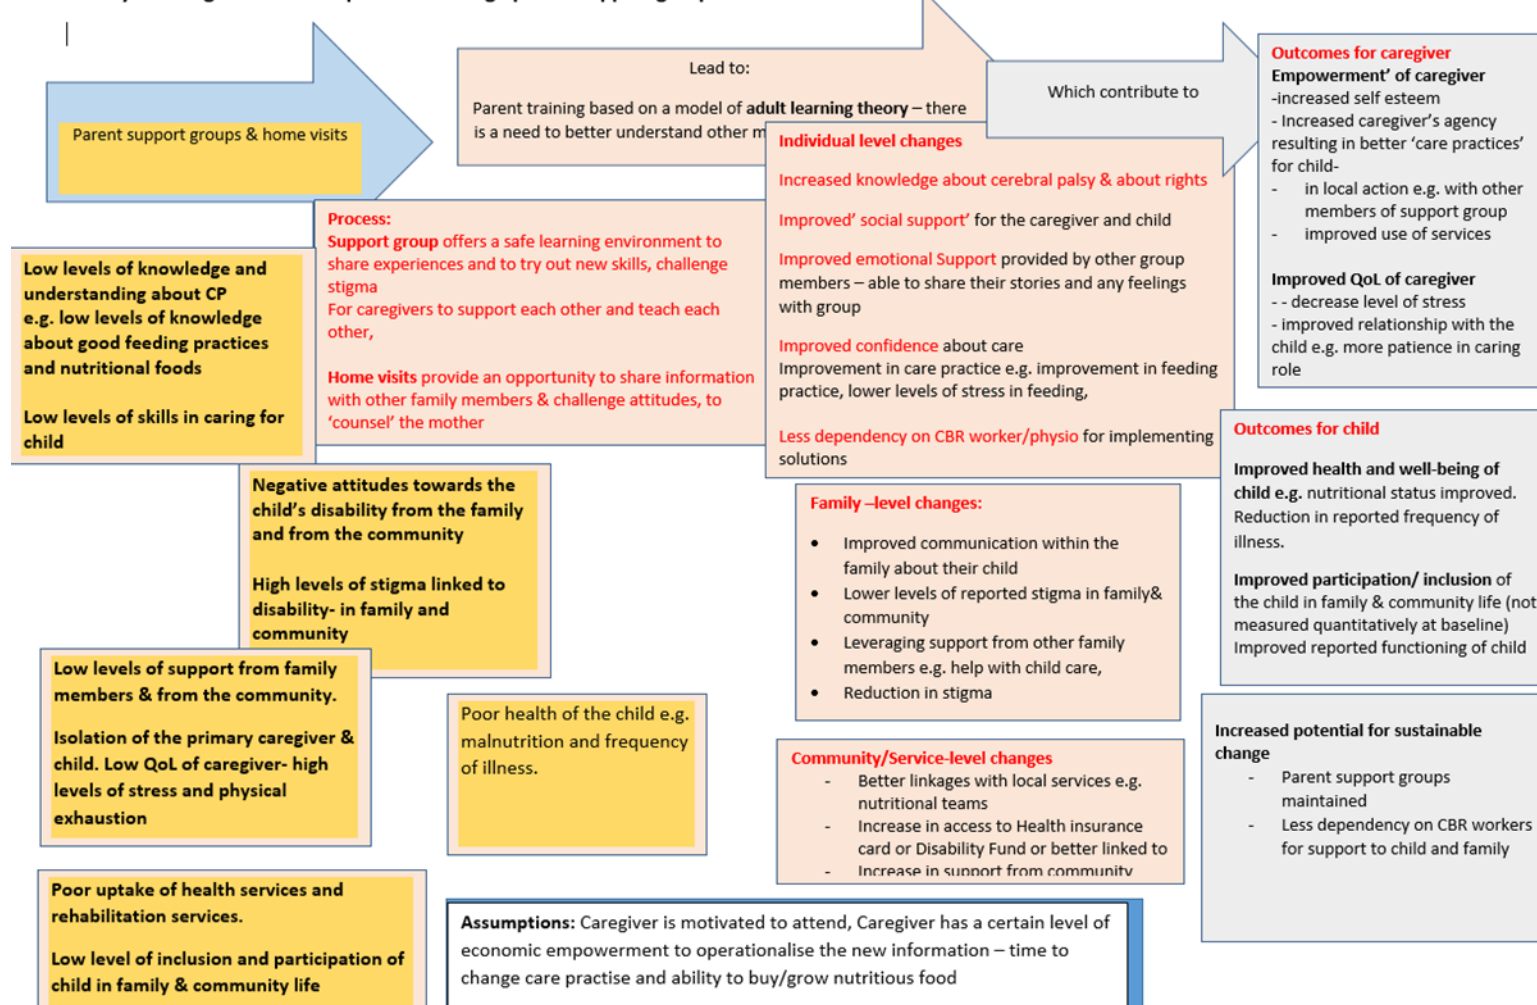 Parent support groups & home visits
Lead to:
Parent training based on a model of adult learning theory – there
is a need to better understand other m
Which contribute to
Outcomes for caregiver
Empowerment' of caregiver
-increased self esteem
- Increased caregiver's agency
resulting in better 'care practices'
for child-
- in local action e.g. with other
members of support group
- improved use of services
Improved QoL of caregiver
- - decrease level of stress
- improved relationship with the
child e.g. more patience in caring
role
Process:
Support group offers a safe learning environment to
share experiences and to try out new skills, challenge
stigma
For caregivers to support each other and teach each
other,
Home visits provide an opportunity to share information
with other family members & challenge attitudes, to
'counsel' the mother
Individual level changes
Increased knowledge about cerebral palsy & about rights
Improved' social support' for the caregiver and child
Improved emotional Support provided by other group
members – able to share their stories and any feelings
with group
Improved confidence about care
Improvement in care practice e.g. improvement in feeding
practice, lower levels of stress in feeding,
Less dependency on CBR worker/physio for implementing
solutions
Low levels of knowledge and
understanding about CP
e.g. low levels of knowledge
about good feeding practices
and nutritional foods
Low levels of skills in caring for
child
Negative attitudes towards the
child's disability from the family
and from the community
High levels of stigma linked to
disability- in family and
community
Low levels of support from family
members & from the community.
Isolation of the primary caregiver &
child. Low QoL of caregiver- high
levels of stress and physical
exhaustion
Poor health of the child e.g.
malnutrition and frequency
of illness.
Poor uptake of health services and
rehabilitation services.
Low level of inclusion and participation of
child in family & community life
Family –level changes:
• Improved communication within the
family about their child
• Lower levels of reported stigma in family&
community
• Leveraging support from other family
members e.g. help with child care,
• Reduction in stigma
Community/Service-level changes
- Better linkages with local services e.g.
nutritional teams
- Increase in access to Health insurance
card or Disability Fund or better linked to
- Increase in support from community
Outcomes for child
Improved health and well-being of
child e.g. nutritional status improved.
Reduction in reported frequency of
illness.
Improved participation/ inclusion of
the child in family & community life (not
measured quantitatively at baseline)
Improved reported functioning of child
Increased potential for sustainable
change
- Parent support groups
maintained
- Less dependency on CBR workers
for support to child and family
Assumptions: Caregiver is motivated to attend, Caregiver has a certain level of
economic empowerment to operationalise the new information – time to
change care practise and ability to buy/grow nutritious food